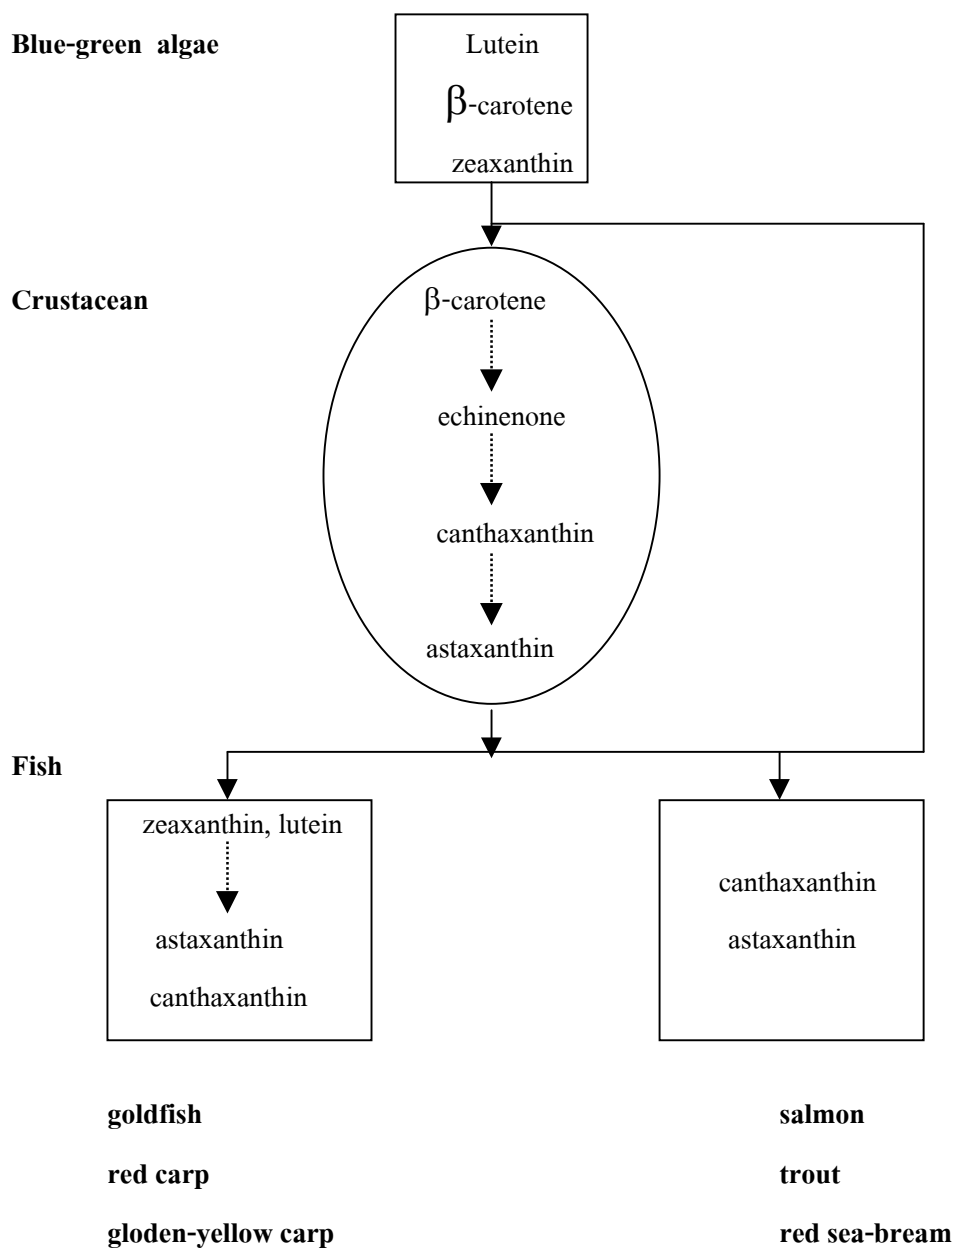 Blue-green algae
Lutein
β-carotene
zeaxanthin
Crustacean
β-carotene
echinenone
canthaxanthin
astaxanthin
Fish
zeaxanthin, lutein
astaxanthin
canthaxanthin
canthaxanthin
astaxanthin
goldfish
red carp
gloden-yellow carp
salmon
trout
red sea-bream